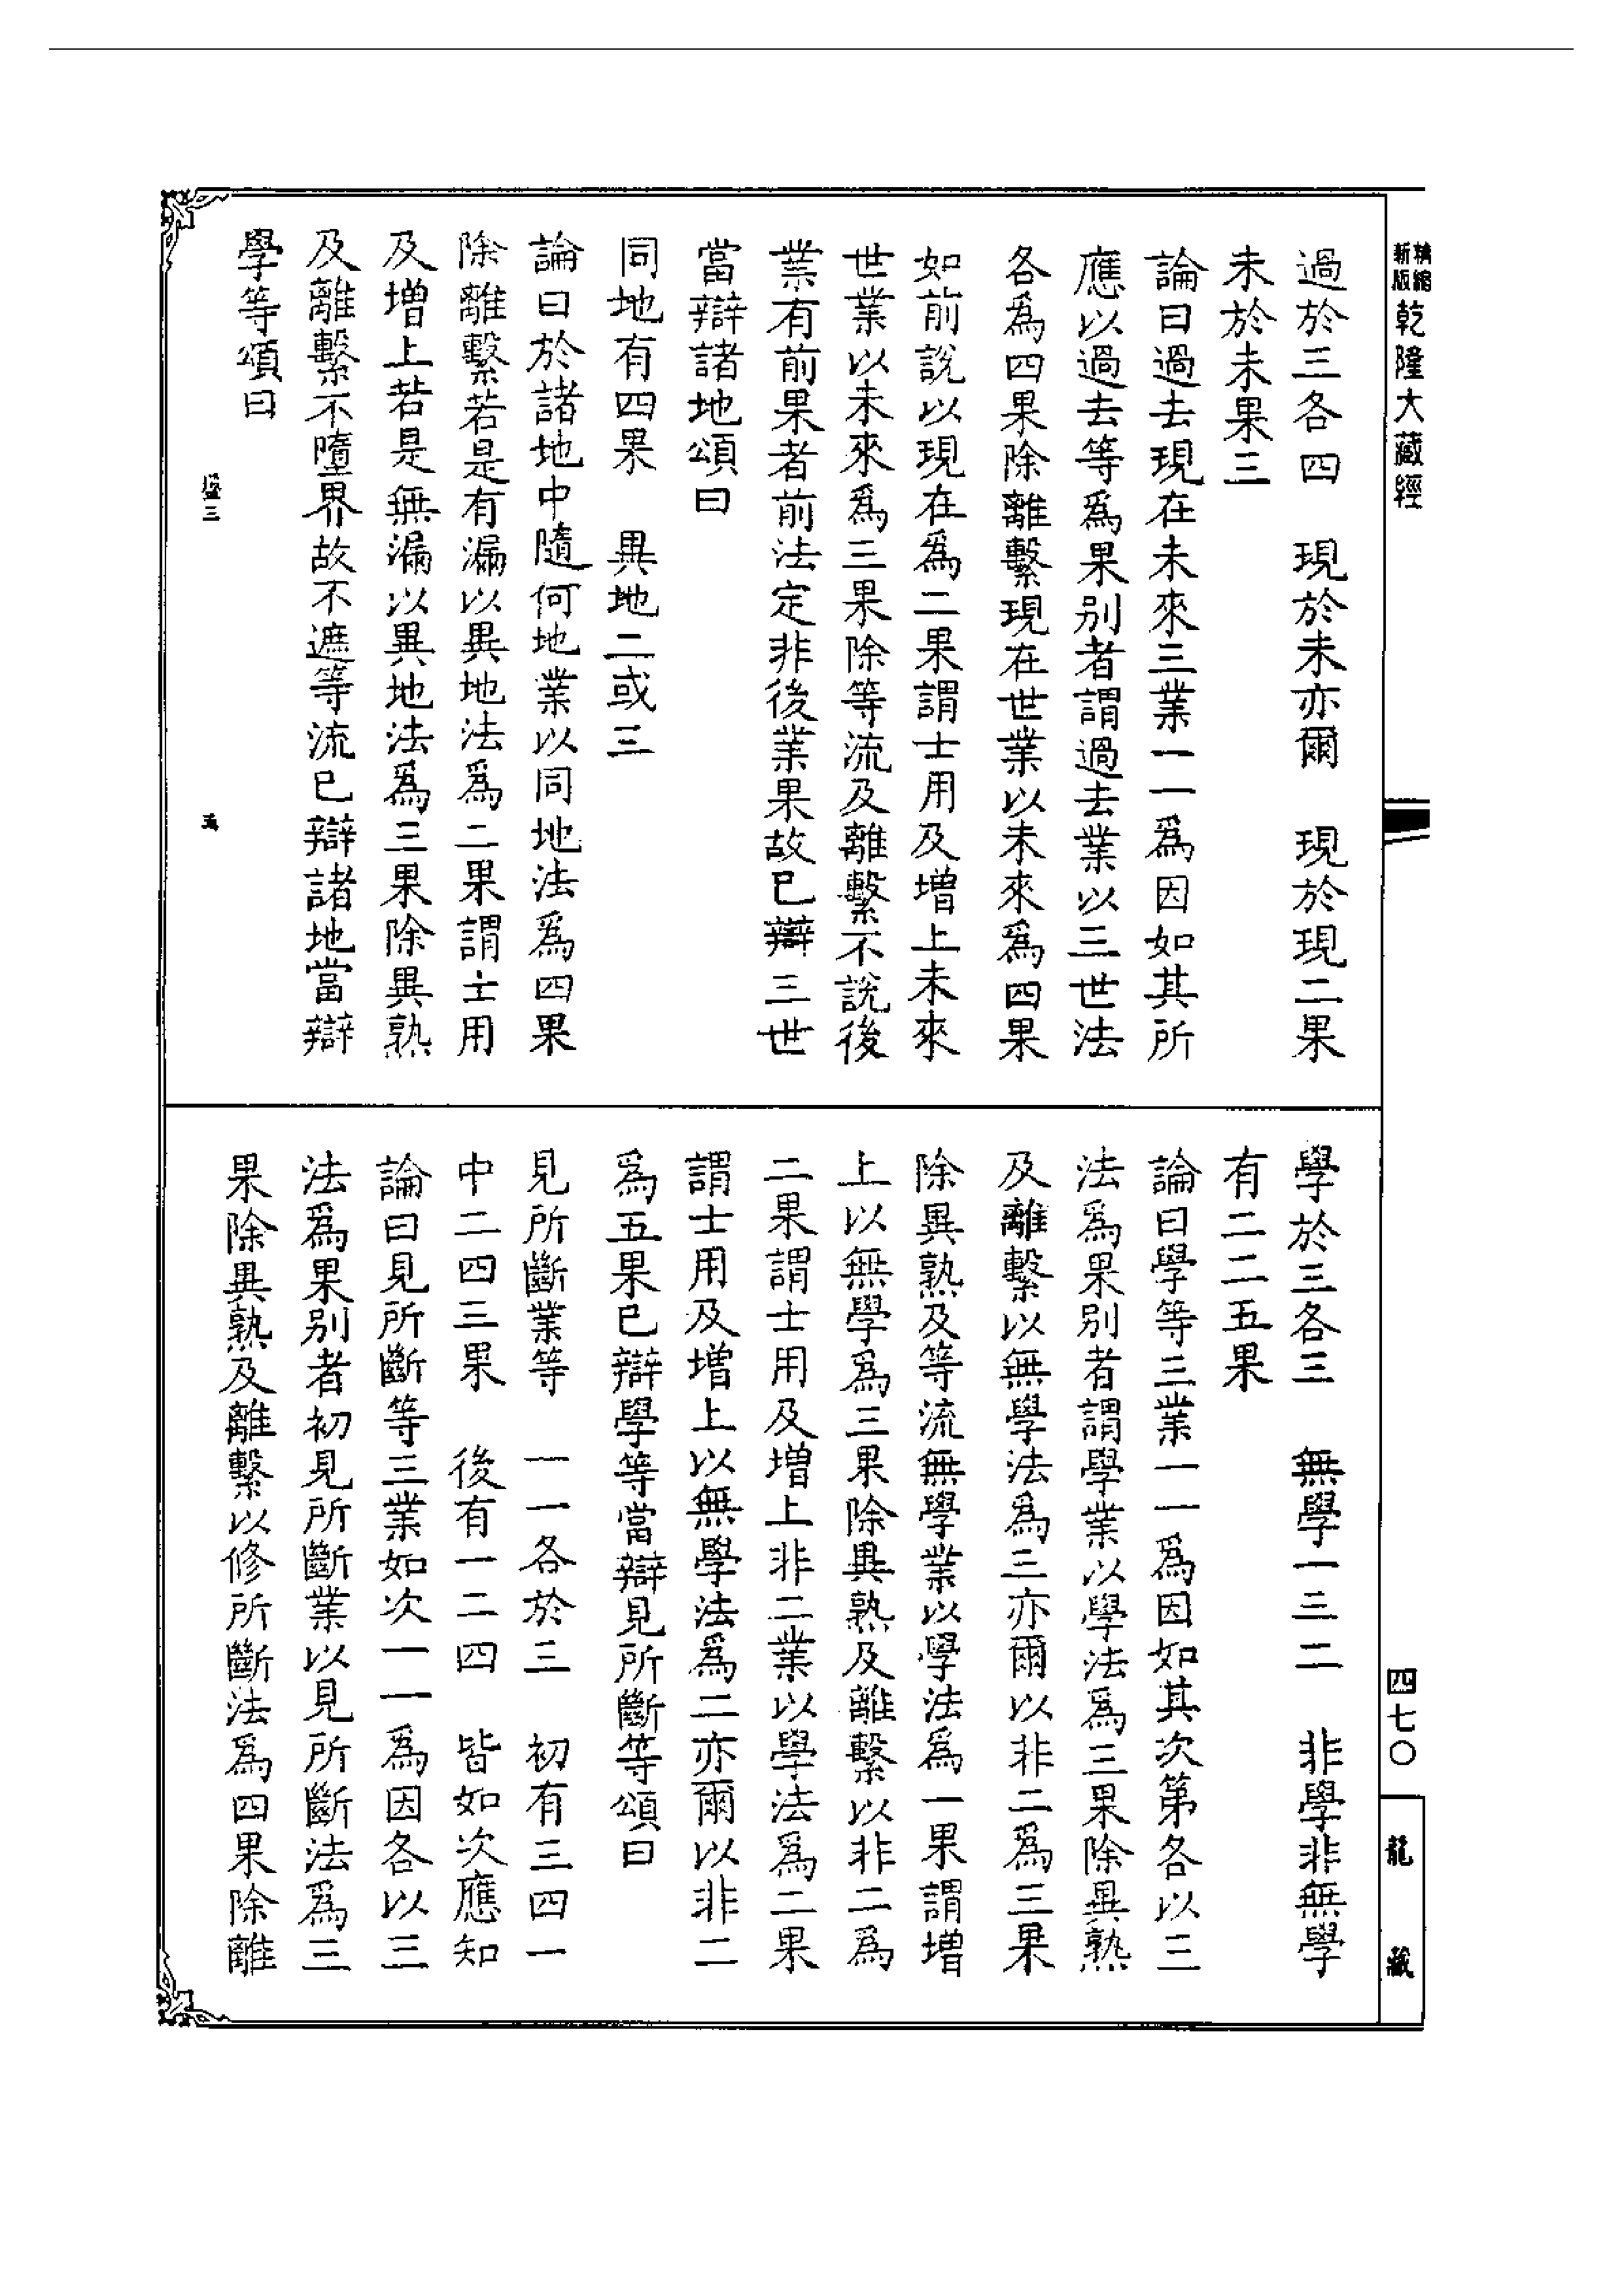 精縮新版乾隆大藏經
過於三各四　現於未亦爾　現於現二果
未於未果三
論曰過去現在未來三業一一爲因如其所
應以過去等爲果別者謂過去業以三世法
各爲四果除離繫現在世業以未來爲四果
如前說以現在爲二果謂士用及增上未來
世業以未來爲三果除等流及離繫不說後
業有前果者前法定非後業果故已辯三世
當辯諸地頌曰
同地有四果　異地二或三
論曰於諸地中隨何地業以同地法爲四果
除離繫若是有漏以異地法爲二果謂士用
及增上若是無漏以異地法爲三果除異熟
及離繫不墮界故不遮等流已辯諸地當辯
學等頌曰
三
學於三各三　無學一三二　非學非無學
有二二五果
論曰學等三業一一爲因如其次第各以三
法爲果別者謂學業以學法爲三果除異熟
及離繫以無學法爲三亦爾以非二爲三果
除異熟及等流無學業以學法爲一果謂增
上以無學爲三果除異熟及離繫以非二爲
二果謂士用及增上非二業以學法爲二果
謂士用及增上以無學法爲二亦爾以非二
爲五果已辯學等當辯見所斷等頌曰
見所斷業等　一一各於三　初有三四一
中二四三果　後有一二四　皆如次應知
論曰見所斷等三業如次一一爲因各以三
法爲果別者初見所斷業以見所斷法爲三
果除異熟及離繫以修所斷法爲四果除離
四七〇
龍藏